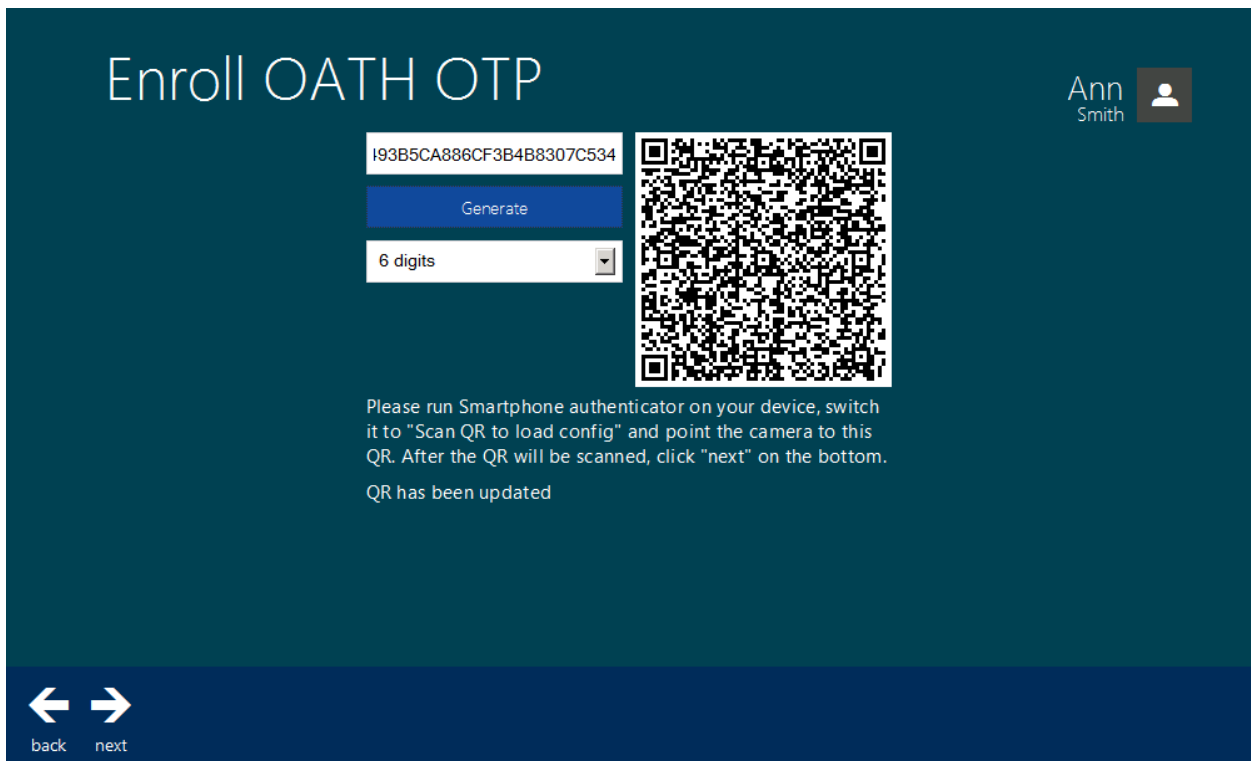 Enroll OATH OTP
Ann
Smith
93B5CA886CF3B4B8307C534
Generate
6 digits
Please run Smartphone authenticator on your device, switch
it to "Scan QR to load config" and point the camera to this
QR. After the QR will be scanned, click "next" on the bottom.
QR has been updated
back next